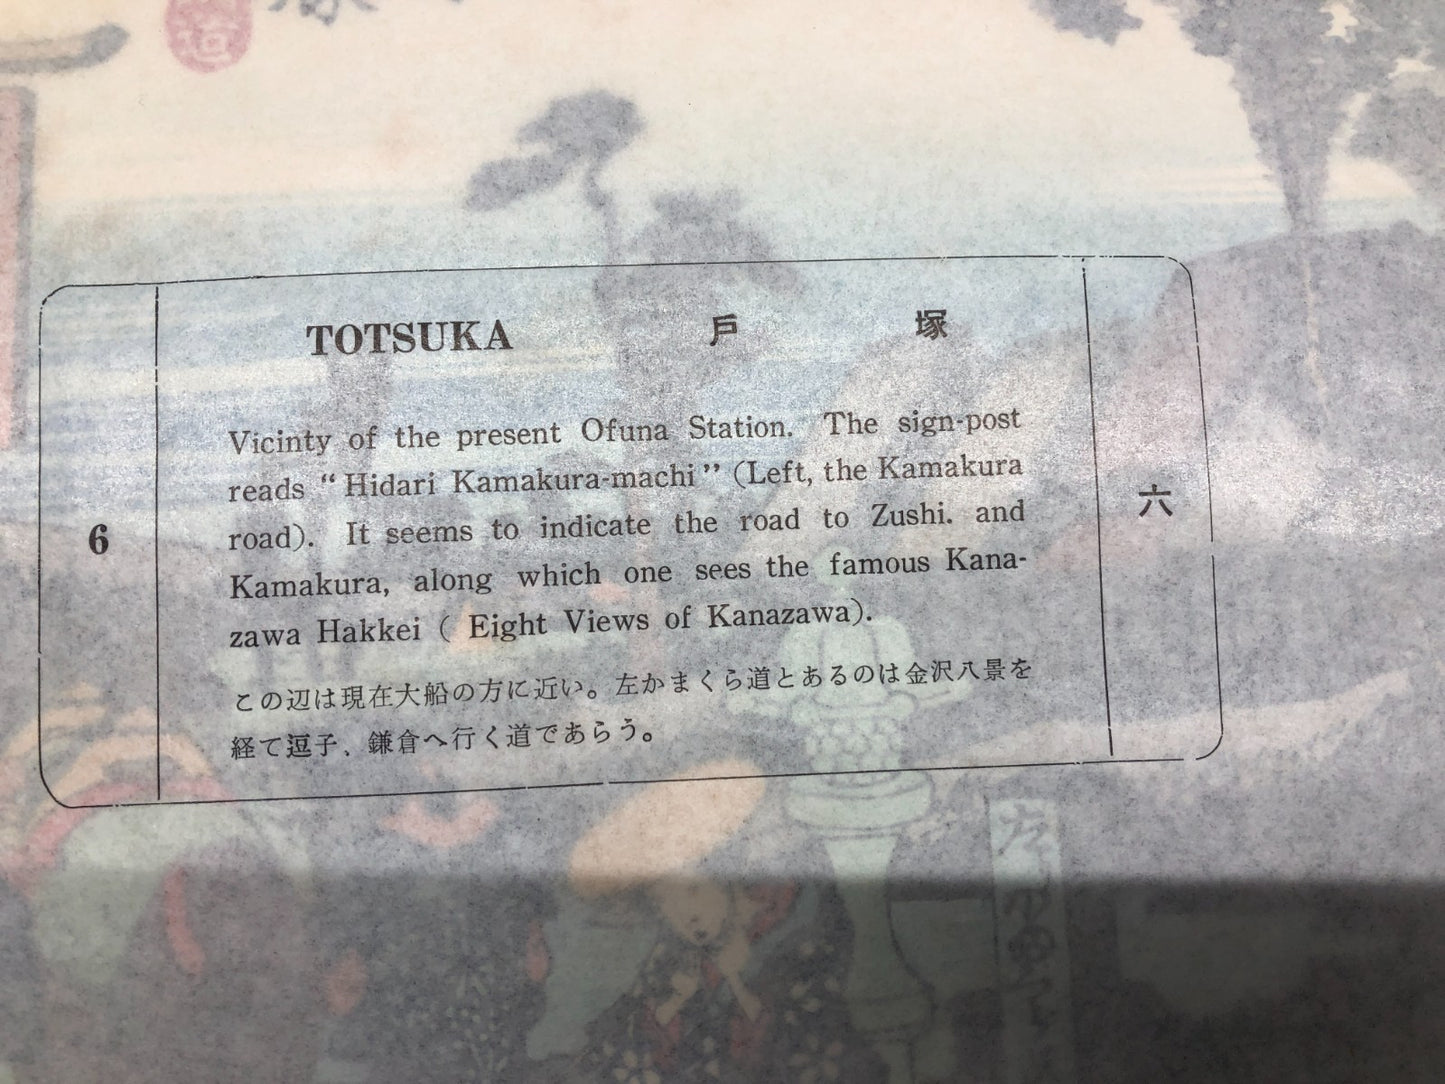 TOTSUKA 戸塚
6
Vicinty of the present Ofuna Station. The sign-post
reads “Hidari Kamakura-machi” (Left, the Kamakura
road). It seems to indicate the road to Zushi. and
Kamakura, along which one sees the famous Kana-
zawa Hakkei ( Eight Views of Kanazawa).
この辺は現在大船の方に近い。左かまくら道とあるのは金沢八景を
経て逗子、鎌倉へ行く道であらう。
六